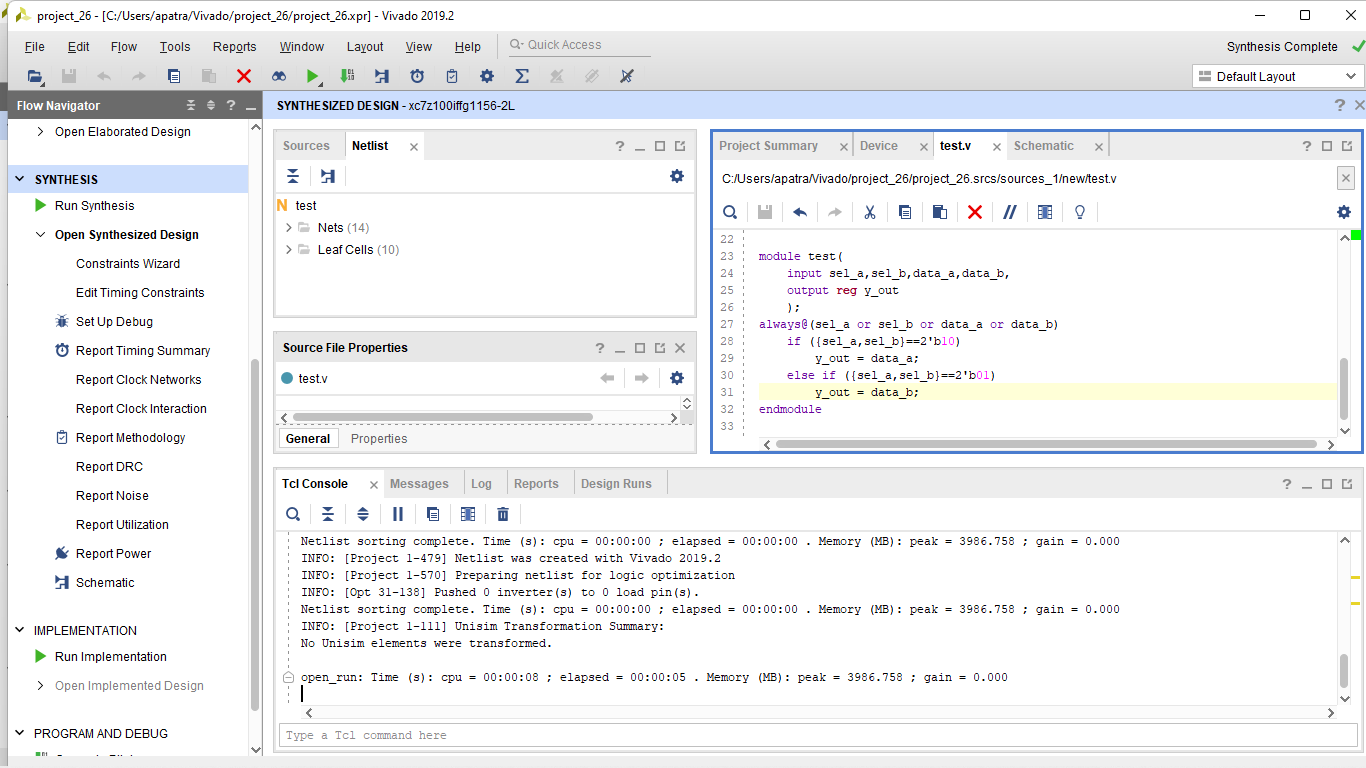 project_26 - [C:/Users/apatra/Vivado/project_26/project_26.xpr] - Vivado 2019.2
File Edit Flow Tools Reports Window Layout View Help Quick Access Synthesis Complete
Default Layout
Flow Navigator
SYNTHESIZED DESIGN - xc7z100iffg1156-2L
Open Elaborated Design
SYNTHESIS
Run Synthesis
Open Synthesized Design
Constraints Wizard
Edit Timing Constraints
Set Up Debug
Report Timing Summary
Report Clock Networks
Report Clock Interaction
Report Methodology
Report DRC
Report Noise
Report Utilization
Report Power
Schematic
IMPLEMENTATION
Run Implementation
Open Implemented Design
PROGRAM AND DEBUG
Sources Netlist
test
Nets (14)
Leaf Cells (10)
Source File Properties
test.v
General Properties
Project Summary Device test.v Schematic
C:/Users/apatra/Vivado/project_26/project_26.srcs/sources_1/new/test.v
22
23 module test(
24 input sel_a,sel_b,data_a,data_b,
25 output reg y_out
26 );
27 always@(sel_a or sel_b or data_a or data_b)
28 if ({sel_a,sel_b}==2'b10)
29 y_out = data_a;
30 else if ({sel_a,sel_b}==2'b01)
31 y_out = data_b;
32 endmodule
33
Tcl Console Messages Log Reports Design Runs
Netlist sorting complete. Time (s): cpu = 00:00:00 ; elapsed = 00:00:00 . Memory (MB): peak = 3986.758 ; gain = 0.000
INFO: [Project 1-479] Netlist was created with Vivado 2019.2
INFO: [Project 1-570] Preparing netlist for logic optimization
INFO: [Opt 31-138] Pushed 0 inverter(s) to 0 load pin(s).
Netlist sorting complete. Time (s): cpu = 00:00:00 ; elapsed = 00:00:00 . Memory (MB): peak = 3986.758 ; gain = 0.000
INFO: [Project 1-111] Unisim Transformation Summary:
No Unisim elements were transformed.
open_run: Time (s): cpu = 00:00:08 ; elapsed = 00:00:05 . Memory (MB): peak = 3986.758 ; gain = 0.000
Type a Tcl command here